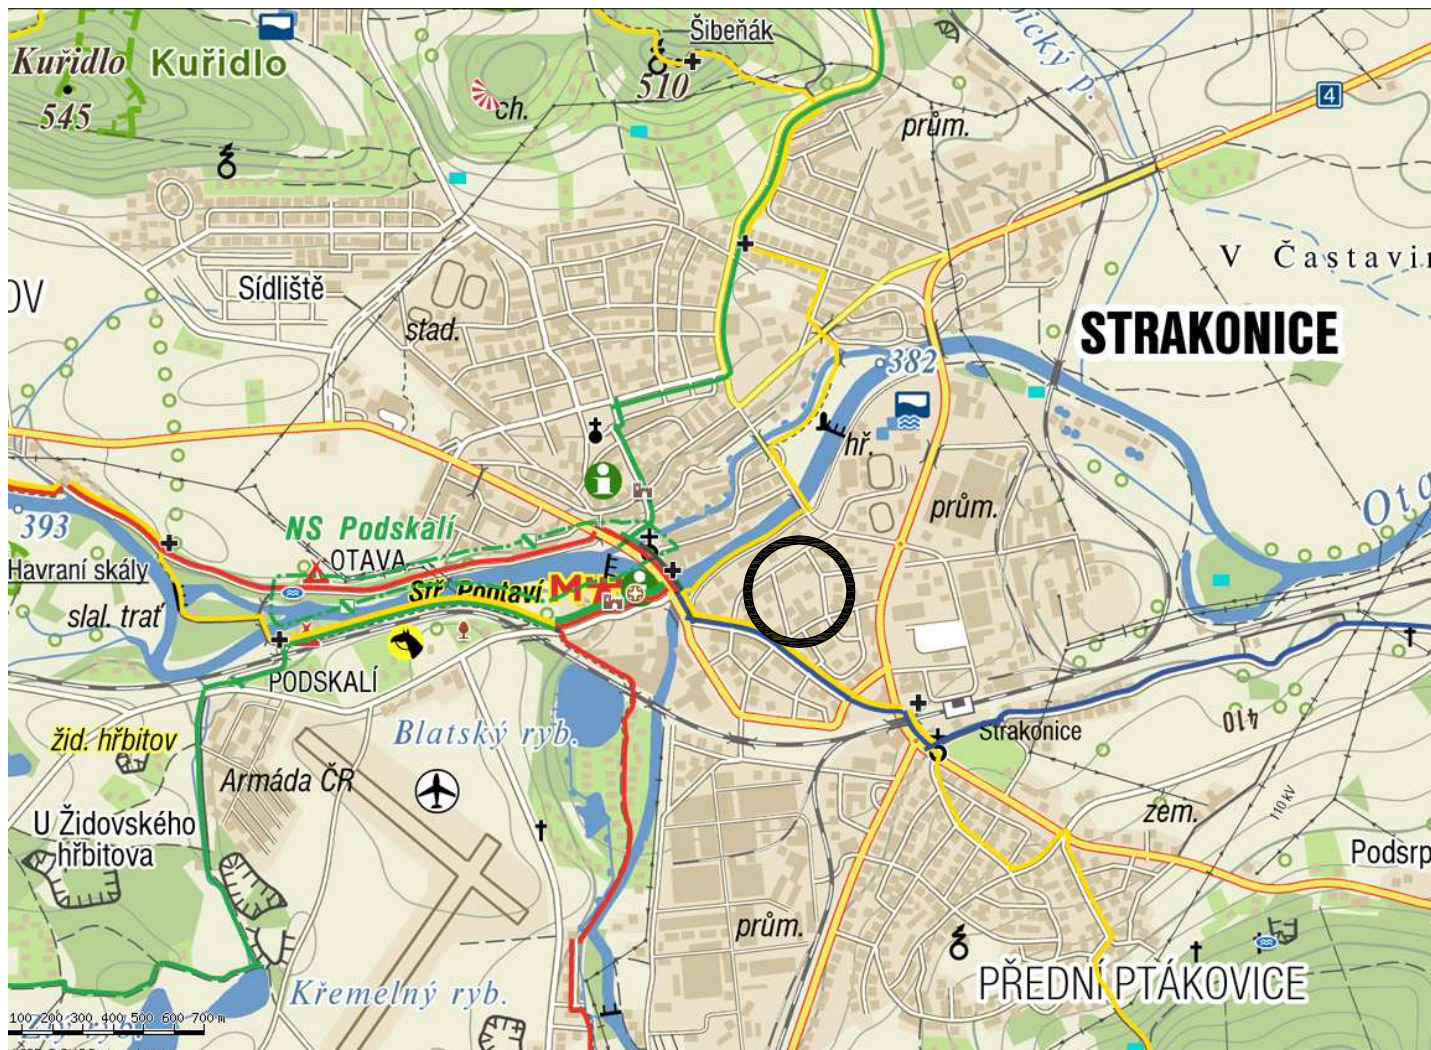 Šibeňák
Kuřidlo
Kuřidlo
545
510
ch.
prům.
4
Sídliště
stad.
V Častavin
OV
STRAKONICE
382
hř.
prům.
NS Podskalí
OTAVA
393
Havraní skály
slal. trať
Stř. Pootaví
Ota
PODSKALÍ
Blatský ryb.
410
Strakonice
žid. hřbitov
Armáda ČR
U Židovského
hřbitova
110 kV
zem.
Podsrp
prům.
PŘEDNÍ PTÁKOVICE
Křemelný ryb.
100 200 300 400 500 600 700 m